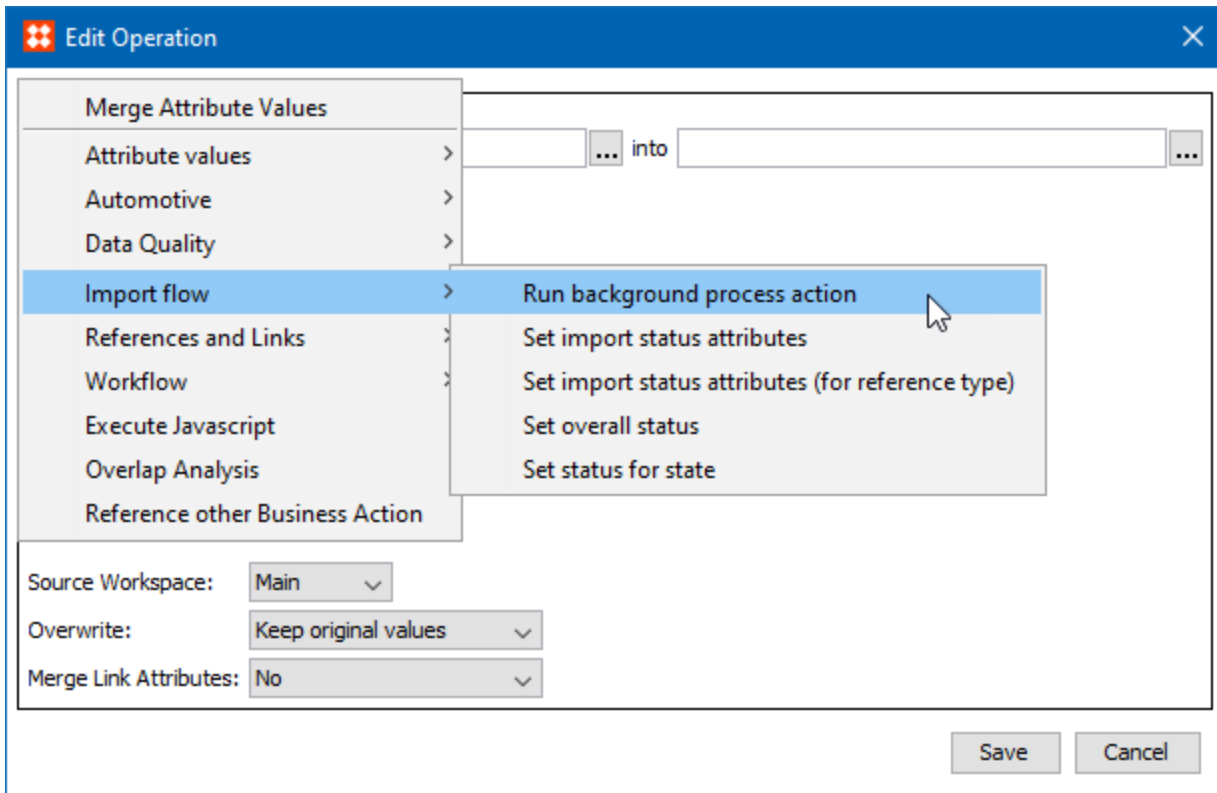 Edit Operation
Merge Attribute Values
Attribute values
... into ...
Automotive
Data Quality
Import flow
Run background process action
References and Links
Set import status attributes
Workflow
Set import status attributes (for reference type)
Execute Javascript
Set overall status
Overlap Analysis
Set status for state
Reference other Business Action
Source Workspace: Main
Overwrite: Keep original values
Merge Link Attributes: No
Save Cancel